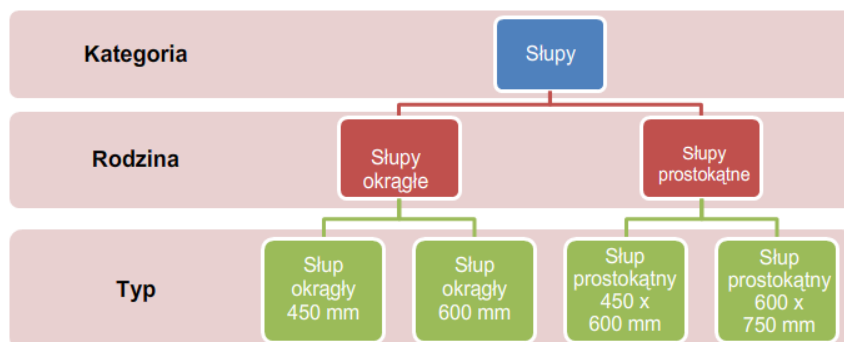 Kategoria
Słupy
Rodzina
Słupy
okrągłe
Słupy
prostokątne
Typ
Słup
okrągły
450 mm
Słup
okrągły
600 mm
Słup
prostokątny
450 x
600 mm
Słup
prostokątny
600 x
750 mm